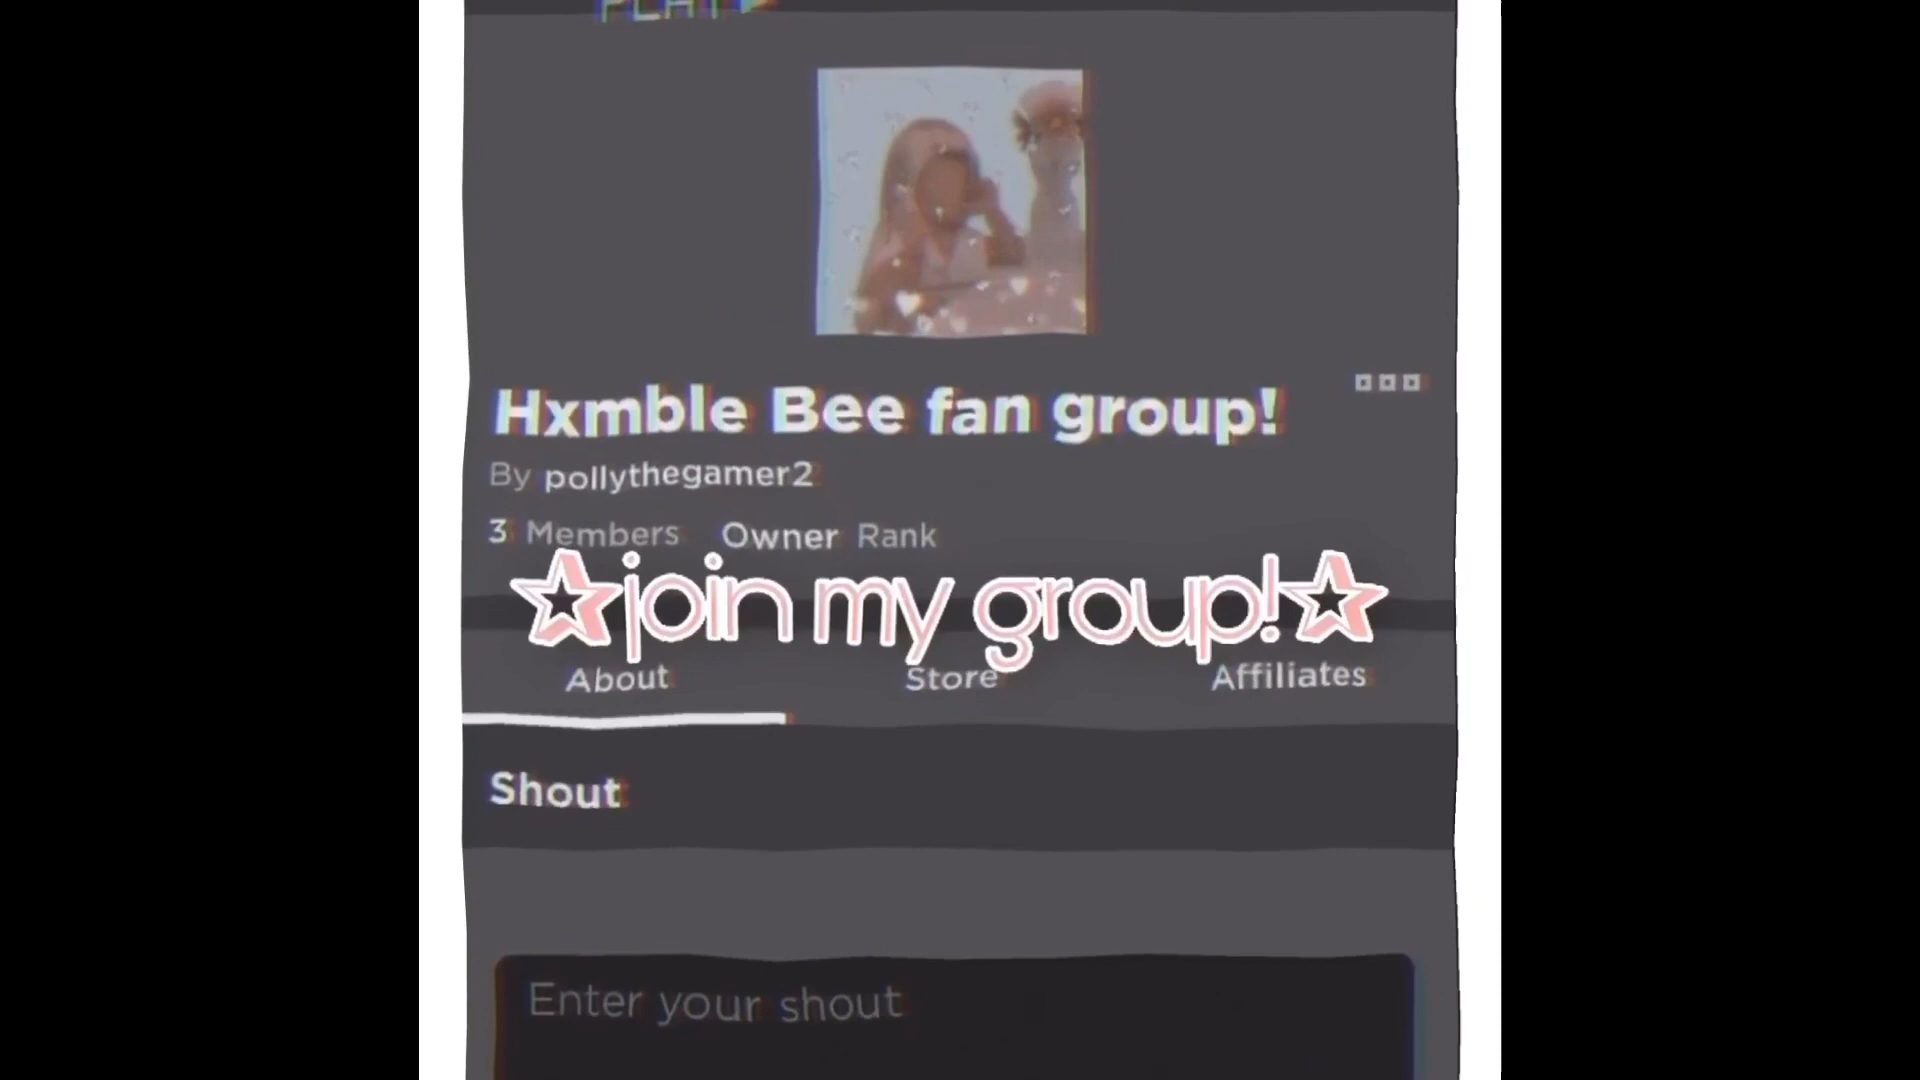 PLAY
Hxmble Bee fan group!
By pollythegamer2
3 Members Owner Rank
☆join my group!☆
About Store Affiliates
Shout
Enter your shout